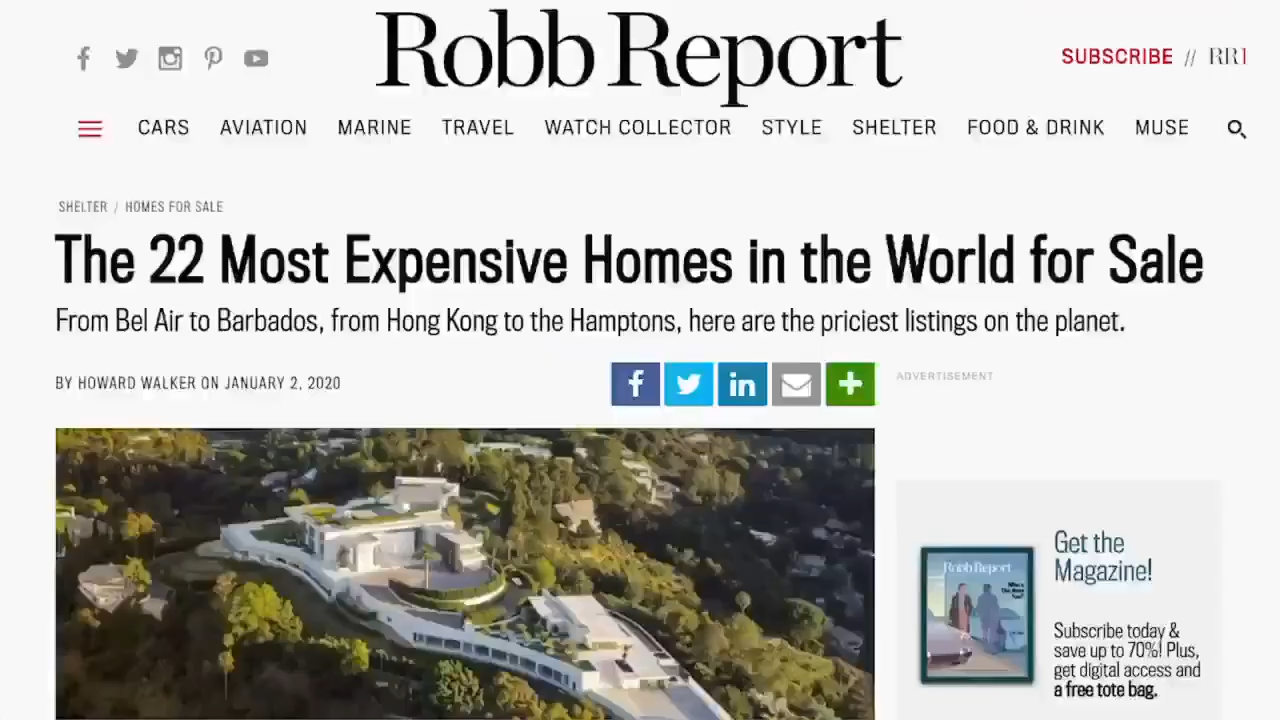 Robb Report
SUBSCRIBE // RR1
CARS AVIATION MARINE TRAVEL WATCH COLLECTOR STYLE SHELTER FOOD & DRINK MUSE
SHELTER / HOMES FOR SALE
The 22 Most Expensive Homes in the World for Sale
From Bel Air to Barbados, from Hong Kong to the Hamptons, here are the priciest listings on the planet.
BY HOWARD WALKER ON JANUARY 2, 2020
ADVERTISEMENT
Get the
Magazine!
Robb Report
Subscribe today &
save up to 70%! Plus,
get digital access and
a free tote bag.